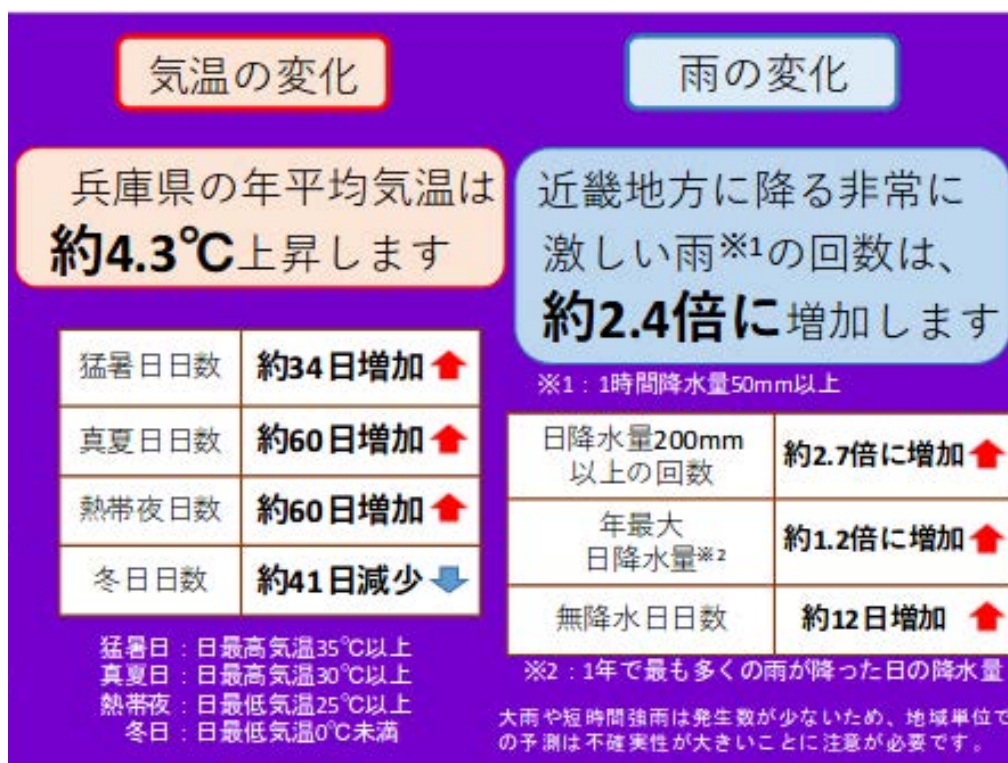 気温の変化
兵庫県の年平均気温は
約4.3℃上昇します
猛暑日日数 約34日増加
真夏日日数 約60日増加
熱帯夜日数 約60日増加
冬日日数 約41日減少
猛暑日：日最高気温35℃以上
真夏日：日最高気温30℃以上
熱帯夜：日最低気温25℃以上
冬日：日最低気温0℃未満
雨の変化
近畿地方に降る非常に
激しい雨※1の回数は、
約2.4倍に増加します
※1：1時間降水量50mm以上
日降水量200mm
以上の回数 約2.7倍に増加
年最大
日降水量※2 約1.2倍に増加
無降水日日数 約12日増加
※2：1年で最も多くの雨が降った日の降水量
大雨や短時間強雨は発生数が少ないため、地域単位で
の予測は不確実性が大きいことに注意が必要です。